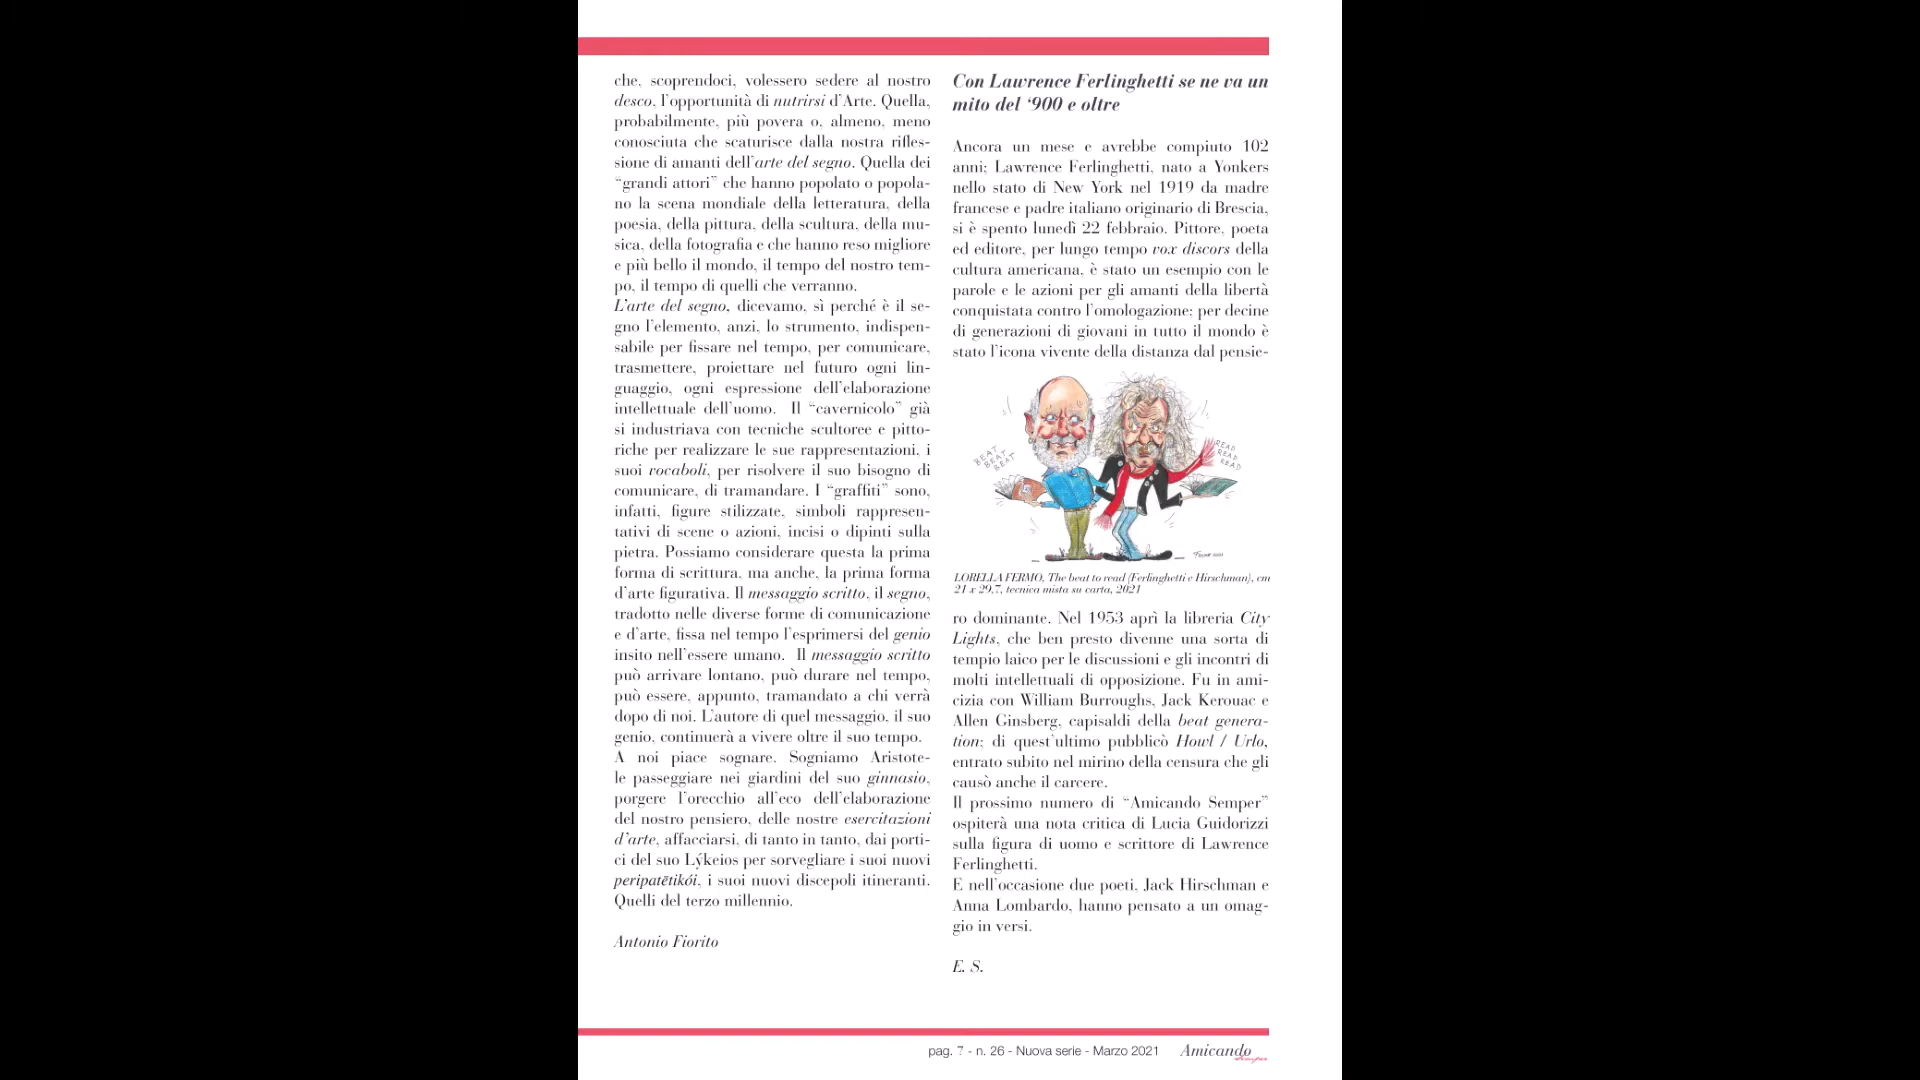 che, scoprendoci, volessero sedere al nostro
desco, l'opportunità di nutrirsi d'Arte. Quella,
probabilmente, più povera o, almeno, meno
conosciuta che scaturisce dalla nostra rifles-
sione di amanti dell'arte del segno. Quella dei
“grandi attori” che hanno popolato o popola-
no la scena mondiale della letteratura, della
poesia, della pittura, della scultura, della mu-
sica, della fotografia e che hanno reso migliore
e più bello il mondo, il tempo del nostro tem-
po, il tempo di quelli che verranno.
L'arte del segno, dicevamo, sì perché è il se-
gno l'elemento, anzi, lo strumento, indispen-
sabile per fissare nel tempo, per comunicare,
trasmettere, proiettare nel futuro ogni lin-
guaggio, ogni espressione dell'elaborazione
intellettuale dell'uomo. Il “cavernicolo” già
si industriava con tecniche scultoree e pitto-
riche per realizzare le sue rappresentazioni, i
suoi vocaboli, per risolvere il suo bisogno di
comunicare, di tramandare. I “graffiti” sono,
infatti, figure stilizzate, simboli rappresen-
tativi di scene o azioni, incisi o dipinti sulla
pietra. Possiamo considerare questa la prima
forma di scrittura, ma anche, la prima forma
d'arte figurativa. Il messaggio scritto, il segno,
tradotto nelle diverse forme di comunicazione
e d'arte, fissa nel tempo l'esprimersi del genio
insito nell'essere umano. Il messaggio scritto
può arrivare lontano, può durare nel tempo,
può essere, appunto, tramandato a chi verrà
dopo di noi. L'autore di quel messaggio, il suo
genio, continuerà a vivere oltre il suo tempo.
A noi piace sognare. Sogniamo Aristote-
le passeggiare nei giardini del suo ginnasio,
porgere l'orecchio all'eco dell'elaborazione
del nostro pensiero, delle nostre esercitazioni
d'arte, affacciarsi, di tanto in tanto, dai porti-
ci del suo Lýkeios per sorvegliare i suoi nuovi
peripatētikói, i suoi nuovi discepoli itineranti.
Quelli del terzo millennio.
Antonio Fiorito
Con Lawrence Ferlinghetti se ne va un
mito del ‘900 e oltre
Ancora un mese e avrebbe compiuto 102
anni; Lawrence Ferlinghetti, nato a Yonkers
nello stato di New York nel 1919 da madre
francese e padre italiano originario di Brescia,
si è spento lunedì 22 febbraio. Pittore, poeta
ed editore, per lungo tempo vox discors della
cultura americana, è stato un esempio con le
parole e le azioni per gli amanti della libertà
conquistata contro l'omologazione; per decine
di generazioni di giovani in tutto il mondo è
stato l'icona vivente della distanza dal pensie-
BEAT
BEAT
BEAT
READ
READ
READ
LORELLA FERMO, The beat to read (Ferlinghetti e Hirschman), cm
21 x 29,7, tecnica mista su carta, 2021
ro dominante. Nel 1953 aprì la libreria City
Lights, che ben presto divenne una sorta di
tempio laico per le discussioni e gli incontri di
molti intellettuali di opposizione. Fu in ami-
cizia con William Burroughs, Jack Kerouac e
Allen Ginsberg, capisaldi della beat genera-
tion; di quest'ultimo pubblicò Howl / Urlo,
entrato subito nel mirino della censura che gli
causò anche il carcere.
Il prossimo numero di “Amicando Semper”
ospiterà una nota critica di Lucia Guidorizzi
sulla figura di uomo e scrittore di Lawrence
Ferlinghetti.
E nell'occasione due poeti, Jack Hirschman e
Anna Lombardo, hanno pensato a un omag-
gio in versi.
E. S.
pag. 7 - n. 26 - Nuova serie - Marzo 2021 Amicando